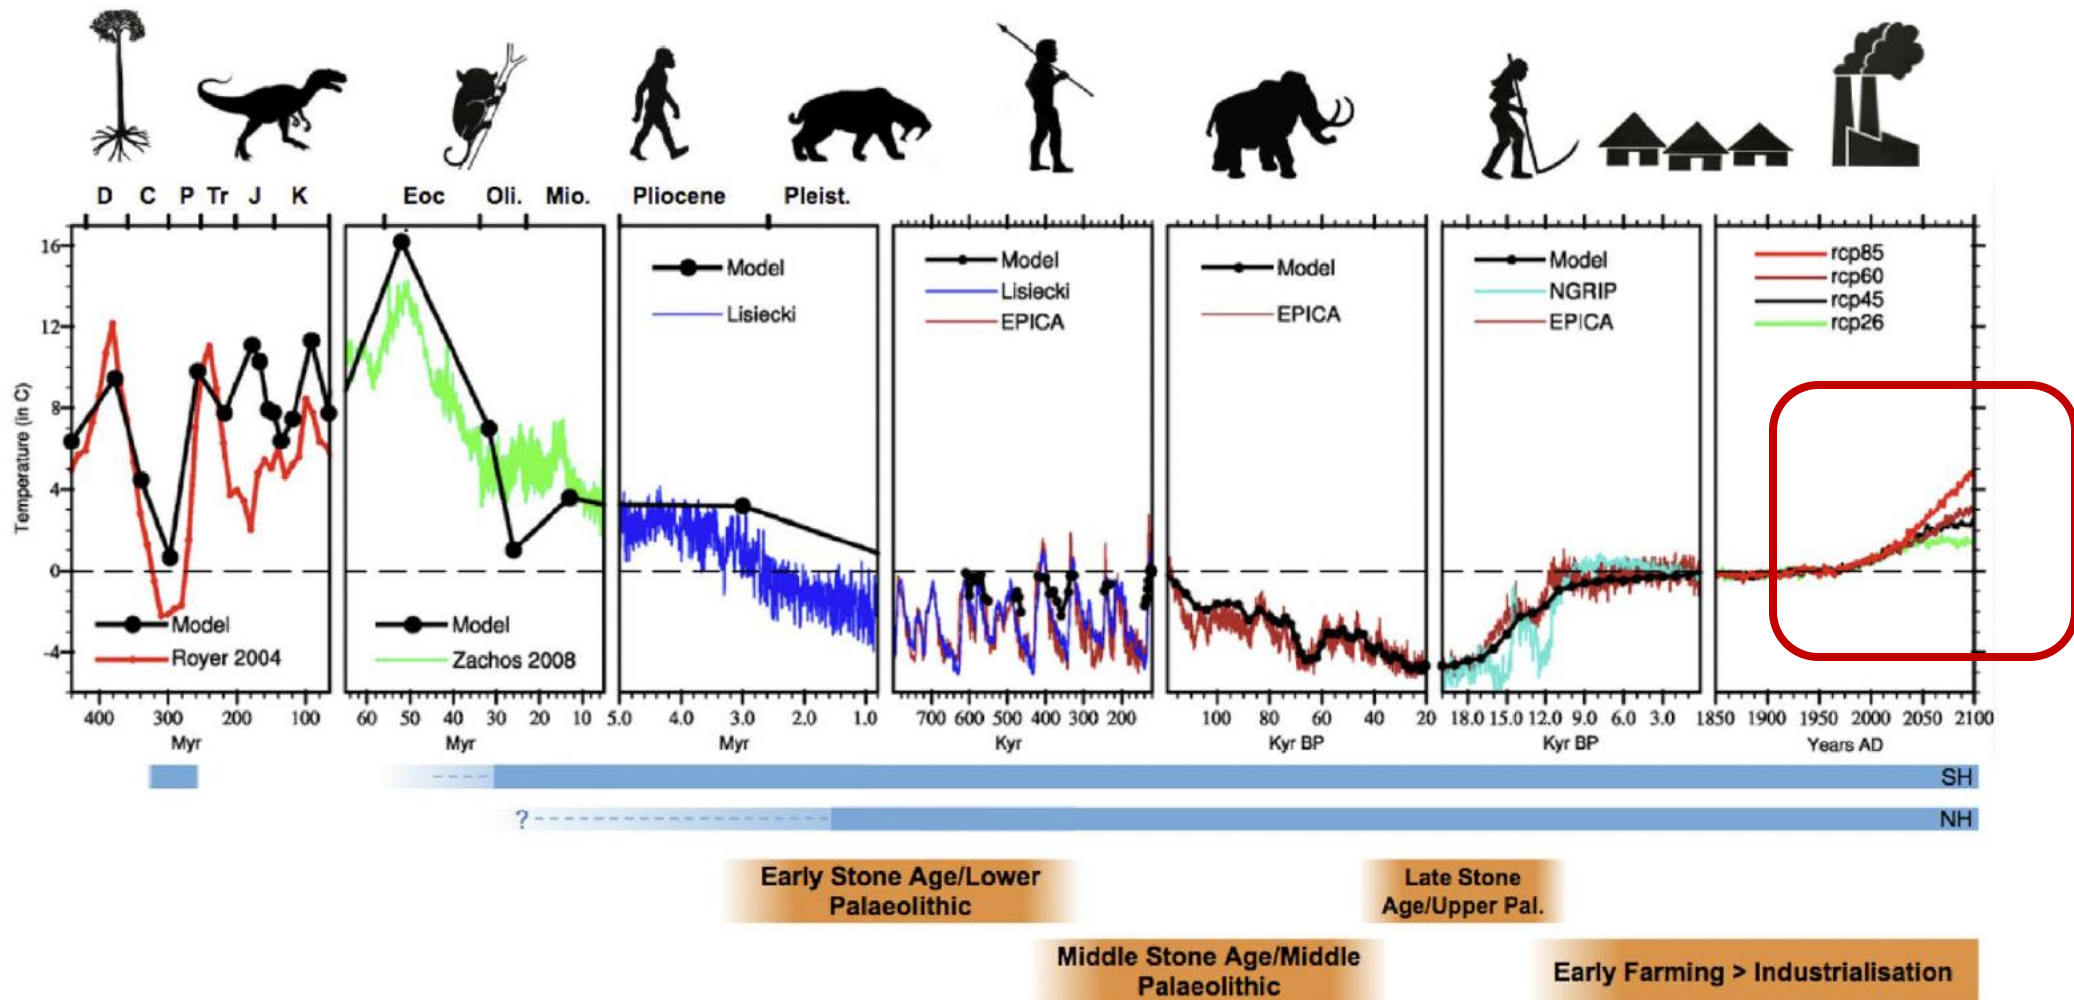 D C P Tr J K
Eoc Oli. Mio.
Pliocene Pleist.
Temperature (in C)
16
12
8
4
0
-4
Model
Royer 2004
400 300 200 100
Myr
Model
Zachos 2008
60 50 40 30 20 10
Myr
Model
Lisiecki
5.0 4.0 3.0 2.0 1.0
Myr
Model
Lisiecki
EPICA
700 600 500 400 300 200
Kyr
Model
EPICA
100 80 60 40 20
Kyr BP
Model
NGRIP
EPICA
18.0 15.0 12.0 9.0 6.0 3.0
Kyr BP
rcp85
rcp60
rcp45
rcp26
1850 1900 1950 2000 2050 2100
Years AD
SH
?
NH
Early Stone Age/Lower
Palaeolithic
Late Stone
Age/Upper Pal.
Middle Stone Age/Middle
Palaeolithic
Early Farming > Industrialisation